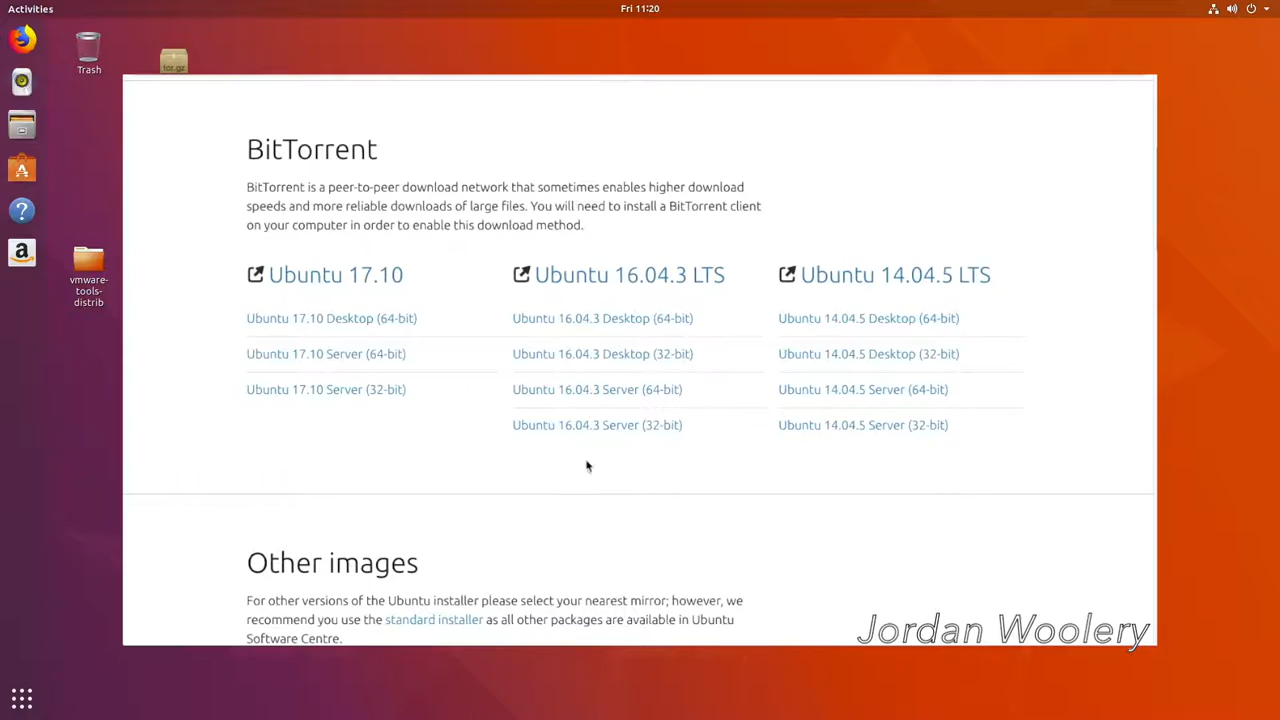 Activities
Fri 11:20
Trash
tar.gz
vmware-
tools-
distrib
BitTorrent
BitTorrent is a peer-to-peer download network that sometimes enables higher download
speeds and more reliable downloads of large files. You will need to install a BitTorrent client
on your computer in order to enable this download method.
Ubuntu 17.10
Ubuntu 17.10 Desktop (64-bit)
Ubuntu 17.10 Server (64-bit)
Ubuntu 17.10 Server (32-bit)
Ubuntu 16.04.3 LTS
Ubuntu 16.04.3 Desktop (64-bit)
Ubuntu 16.04.3 Desktop (32-bit)
Ubuntu 16.04.3 Server (64-bit)
Ubuntu 16.04.3 Server (32-bit)
Ubuntu 14.04.5 LTS
Ubuntu 14.04.5 Desktop (64-bit)
Ubuntu 14.04.5 Desktop (32-bit)
Ubuntu 14.04.5 Server (64-bit)
Ubuntu 14.04.5 Server (32-bit)
Other images
For other versions of the Ubuntu installer please select your nearest mirror; however, we
recommend you use the standard installer as all other packages are available in Ubuntu
Software Centre.
Jordan Woolery